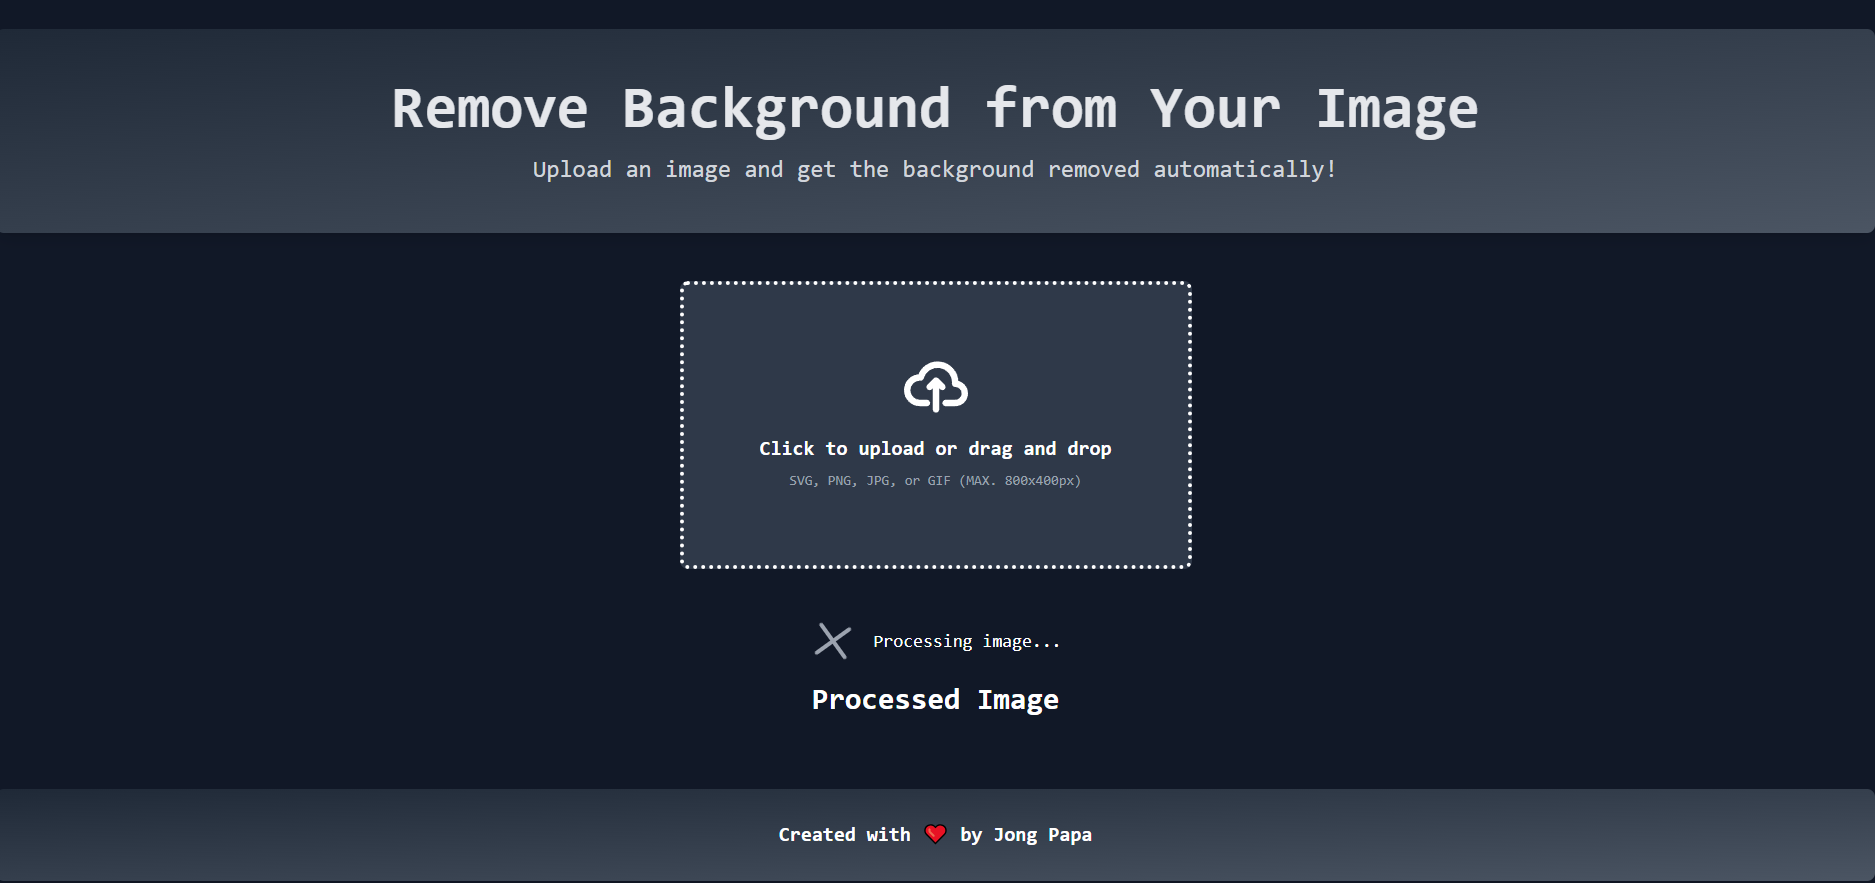 Remove Background from Your Image
Upload an image and get the background removed automatically!
Click to upload or drag and drop
SVG, PNG, JPG, or GIF (MAX. 800x400px)
Processing image...
Processed Image
Created with ❤️ by Jong Papa